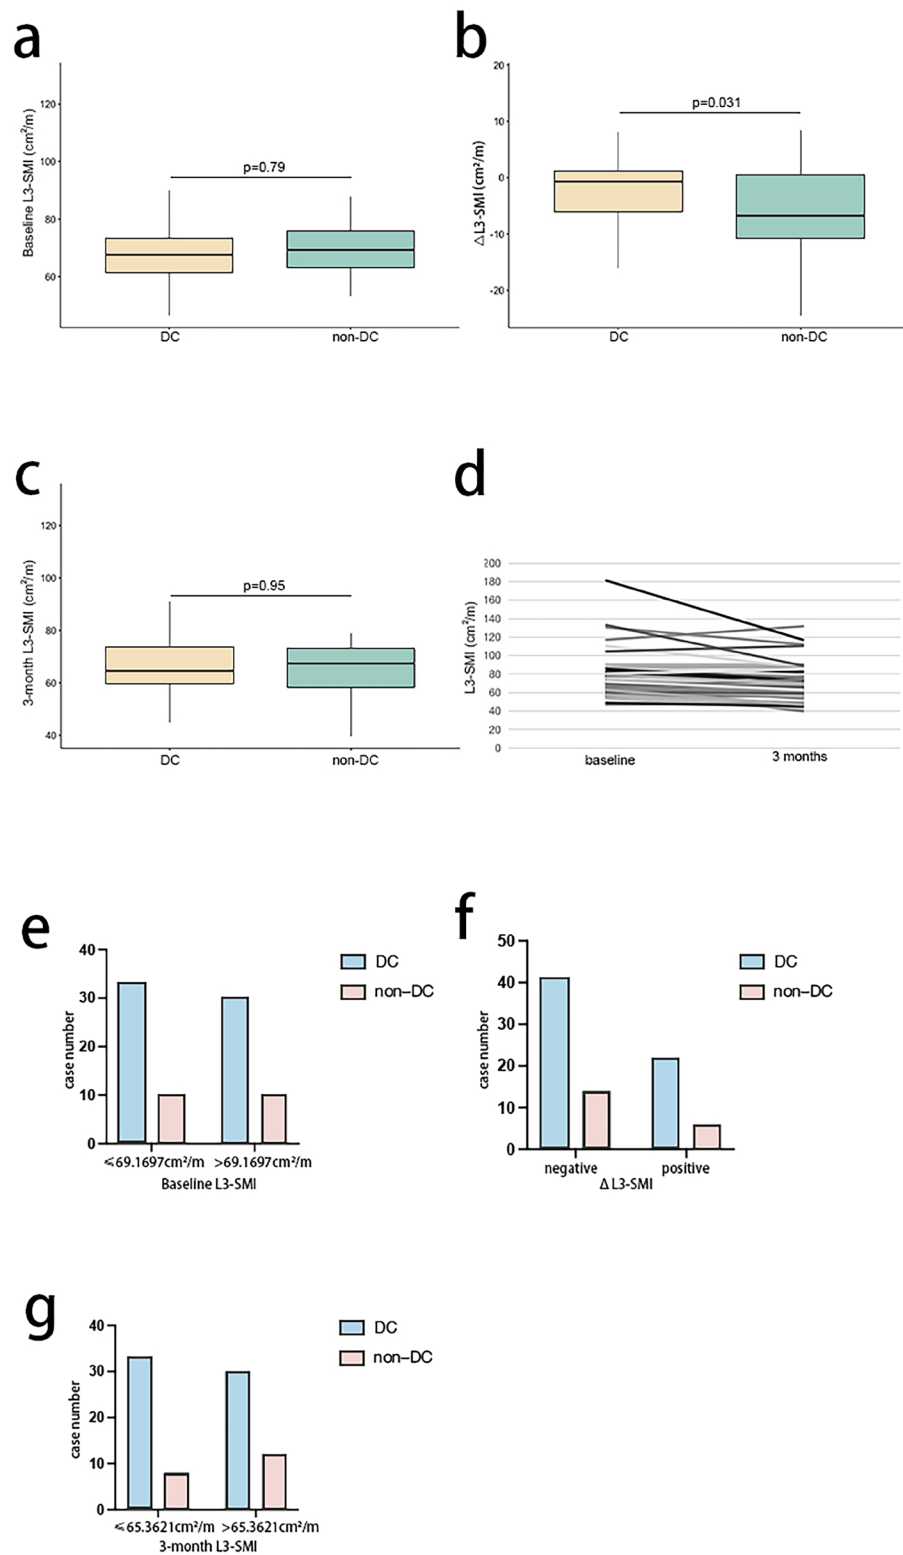 a
Baseline L3-SMI (cm²/m)
120
100
80
60
p=0.79
DC
non-DC
b
△L3-SMI (cm²/m)
20
10
0
-10
-20
p=0.031
DC
non-DC
c
3-month L3-SMI (cm²/m)
120
100
80
60
40
p=0.95
DC
non-DC
d
L3-SMI (cm²/m)
200
180
160
140
120
100
80
60
40
20
0
baseline
3 months
e
case number
40
30
20
10
0
DC
non–DC
⩽69.1697cm²/m
>69.1697cm²/m
Baseline L3-SMI
f
case number
50
40
30
20
10
0
DC
non–DC
negative
positive
Δ L3-SMI
g
case number
40
30
20
10
0
DC
non–DC
⩽65.3621cm²/m
>65.3621cm²/m
3-month L3-SMI